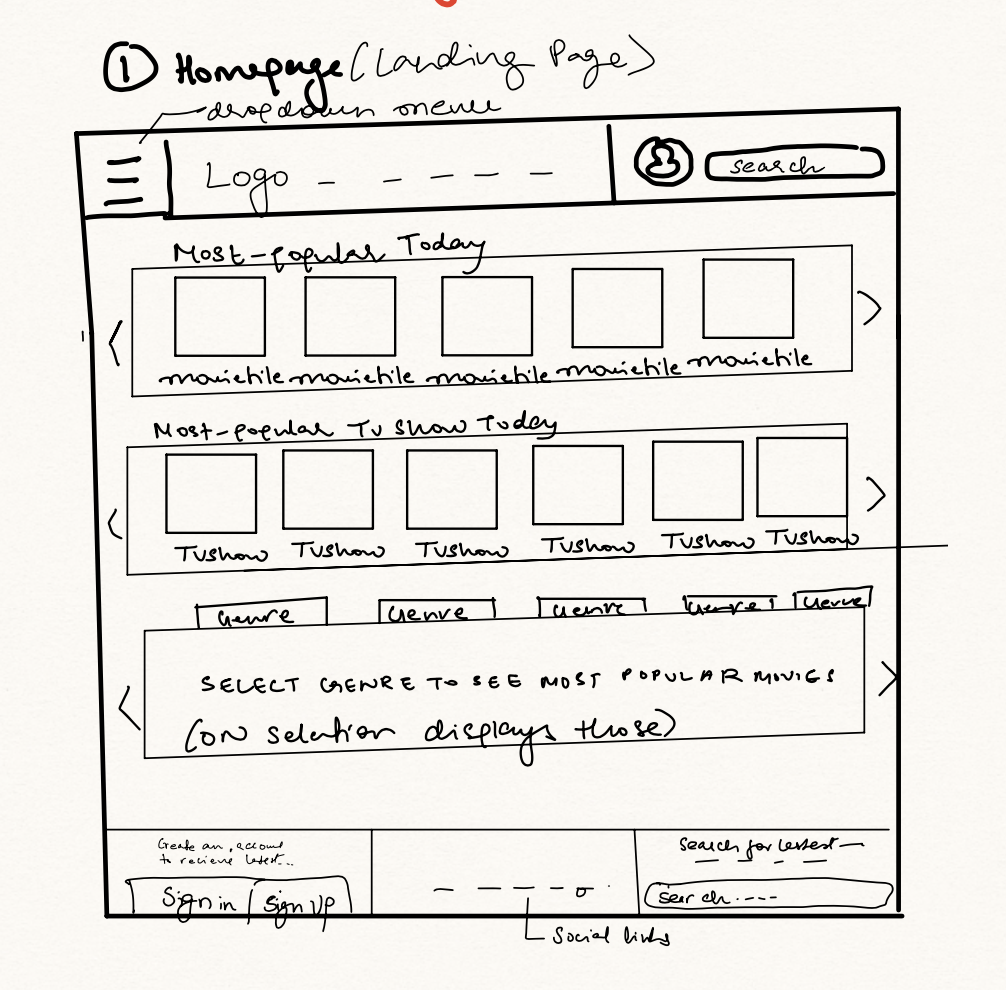 1 Homepage (Landing Page)
dropdown menu
Logo
search
Most-popular Today
movietile movietile movietile movietile movietile
Most-popular Tv Show Today
TVshow TVshow TVshow TVshow TVshow TVshow
Genre Genre Genre Genre Genre
SELECT GENRE TO SEE MOST POPULAR MOVIES
(ON selection displays those)
Create an account
to recieve latest...
Sign in / Sign Up
Search for latest
search ----
Social links